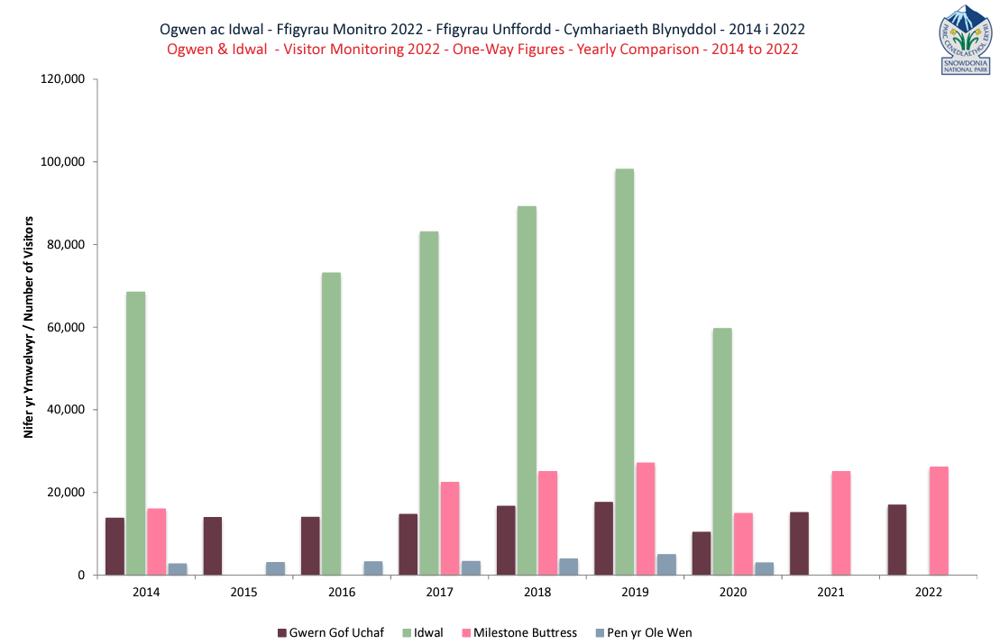 Ogwen ac Idwal - Ffigyrau Monitro 2022 - Ffigyrau Unffordd - Cymhariaeth Blynyddol - 2014 i 2022
Ogwen & Idwal - Visitor Monitoring 2022 - One-Way Figures - Yearly Comparison - 2014 to 2022
PARC CENEDLAETHOL ERYRI
SNOWDONIA
NATIONAL PARK
Nifer yr Ymwelwyr / Number of Visitors
120,000
100,000
80,000
60,000
40,000
20,000
0
2014 2015 2016 2017 2018 2019 2020 2021 2022
Gwern Gof Uchaf Idwal Milestone Buttress Pen yr Ole Wen